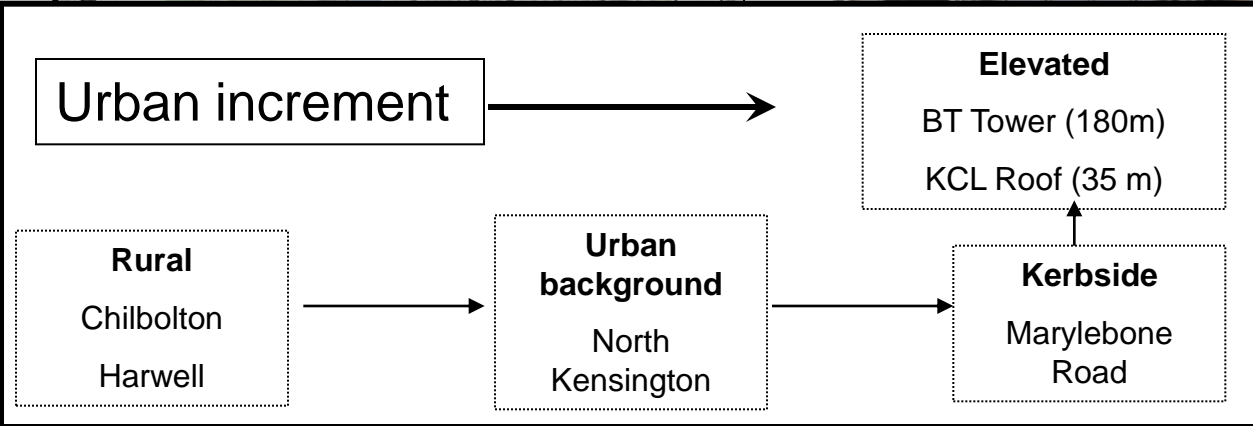 Urban increment
Elevated
BT Tower (180m)
KCL Roof (35 m)
Rural
Chilbolton
Harwell
Urban
background
North
Kensington
Kerbside
Marylebone
Road